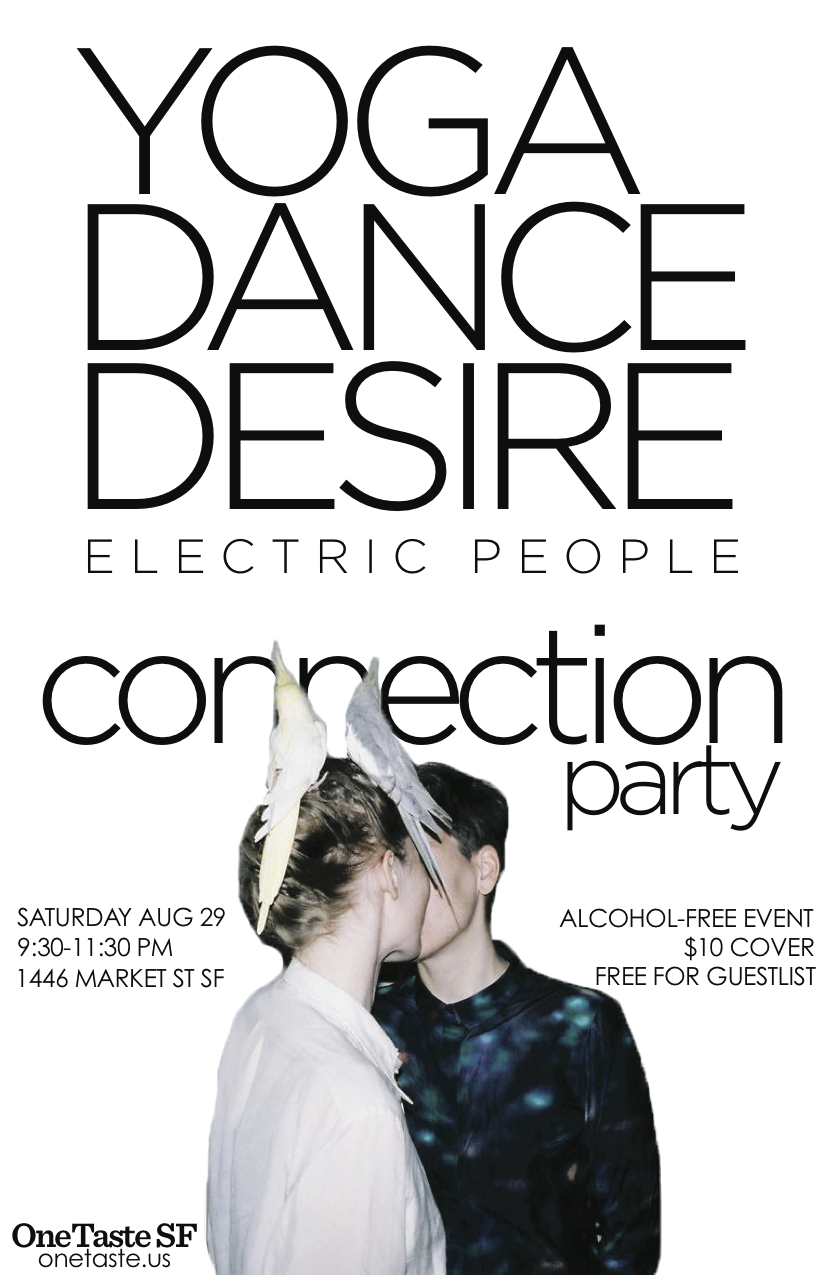 YOGA
DANCE
DESIRE
ELECTRIC PEOPLE
connection
party
SATURDAY AUG 29
9:30-11:30 PM
1446 MARKET ST SF
ALCOHOL-FREE EVENT
$10 COVER
FREE FOR GUESTLIST
OneTaste SF
onetaste.us